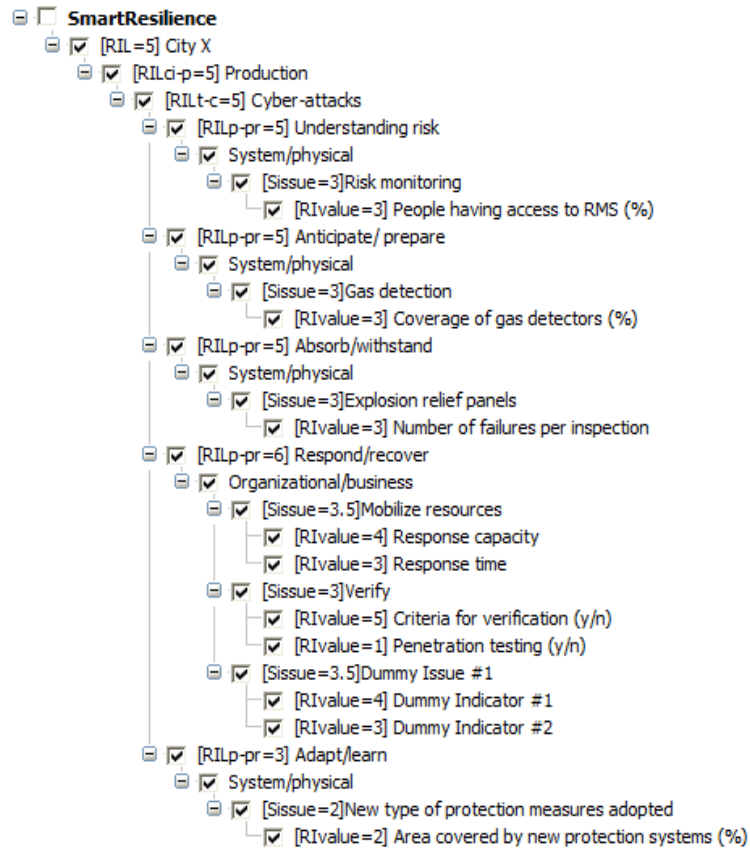 SmartResilience
[RIL=5] City X
[RILci-p=5] Production
[RILt-c=5] Cyber-attacks
[RILp-pr=5] Understanding risk
System/physical
[Sissue=3]Risk monitoring
[RIvalue=3] People having access to RMS (%)
[RILp-pr=5] Anticipate/ prepare
System/physical
[Sissue=3]Gas detection
[RIvalue=3] Coverage of gas detectors (%)
[RILp-pr=5] Absorb/withstand
System/physical
[Sissue=3]Explosion relief panels
[RIvalue=3] Number of failures per inspection
[RILp-pr=6] Respond/recover
Organizational/business
[Sissue=3.5]Mobilize resources
[RIvalue=4] Response capacity
[RIvalue=3] Response time
[Sissue=3]Verify
[RIvalue=5] Criteria for verification (y/n)
[RIvalue=1] Penetration testing (y/n)
[Sissue=3.5]Dummy Issue #1
[RIvalue=4] Dummy Indicator #1
[RIvalue=3] Dummy Indicator #2
[RILp-pr=3] Adapt/learn
System/physical
[Sissue=2]New type of protection measures adopted
[RIvalue=2] Area covered by new protection systems (%)